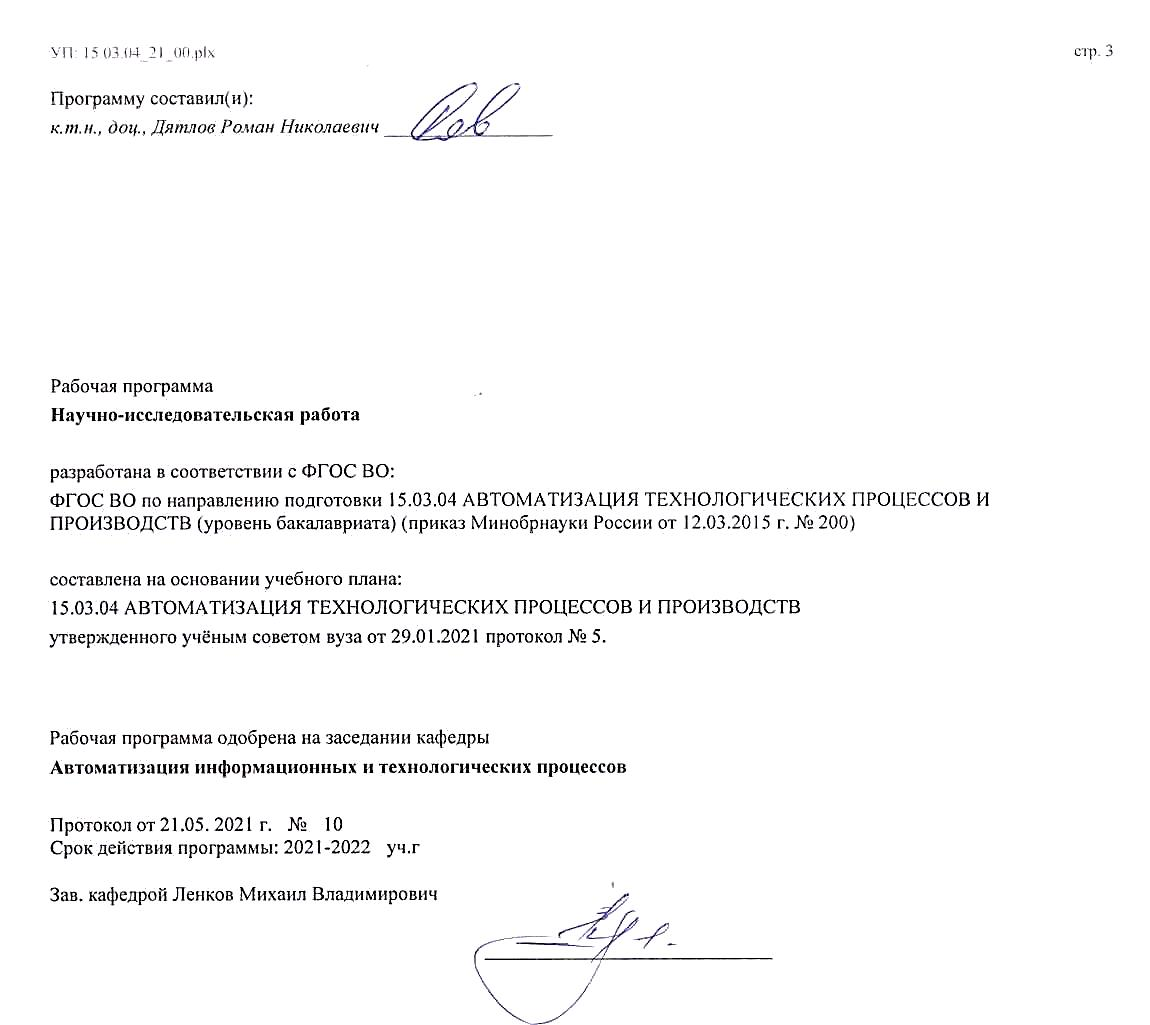 УП: 15.03.04_21_00.plx
стр. 3
Программу составил(и):
к.т.н., доц., Дятлов Роман Николаевич
Рабочая программа
Научно-исследовательская работа
разработана в соответствии с ФГОС ВО:
ФГОС ВО по направлению подготовки 15.03.04 АВТОМАТИЗАЦИЯ ТЕХНОЛОГИЧЕСКИХ ПРОЦЕССОВ И
ПРОИЗВОДСТВ (уровень бакалавриата) (приказ Минобрнауки России от 12.03.2015 г. № 200)
составлена на основании учебного плана:
15.03.04 АВТОМАТИЗАЦИЯ ТЕХНОЛОГИЧЕСКИХ ПРОЦЕССОВ И ПРОИЗВОДСТВ
утвержденного учёным советом вуза от 29.01.2021 протокол № 5.
Рабочая программа одобрена на заседании кафедры
Автоматизация информационных и технологических процессов
Протокол от 21.05. 2021 г. № 10
Срок действия программы: 2021-2022 уч.г
Зав. кафедрой Ленков Михаил Владимирович